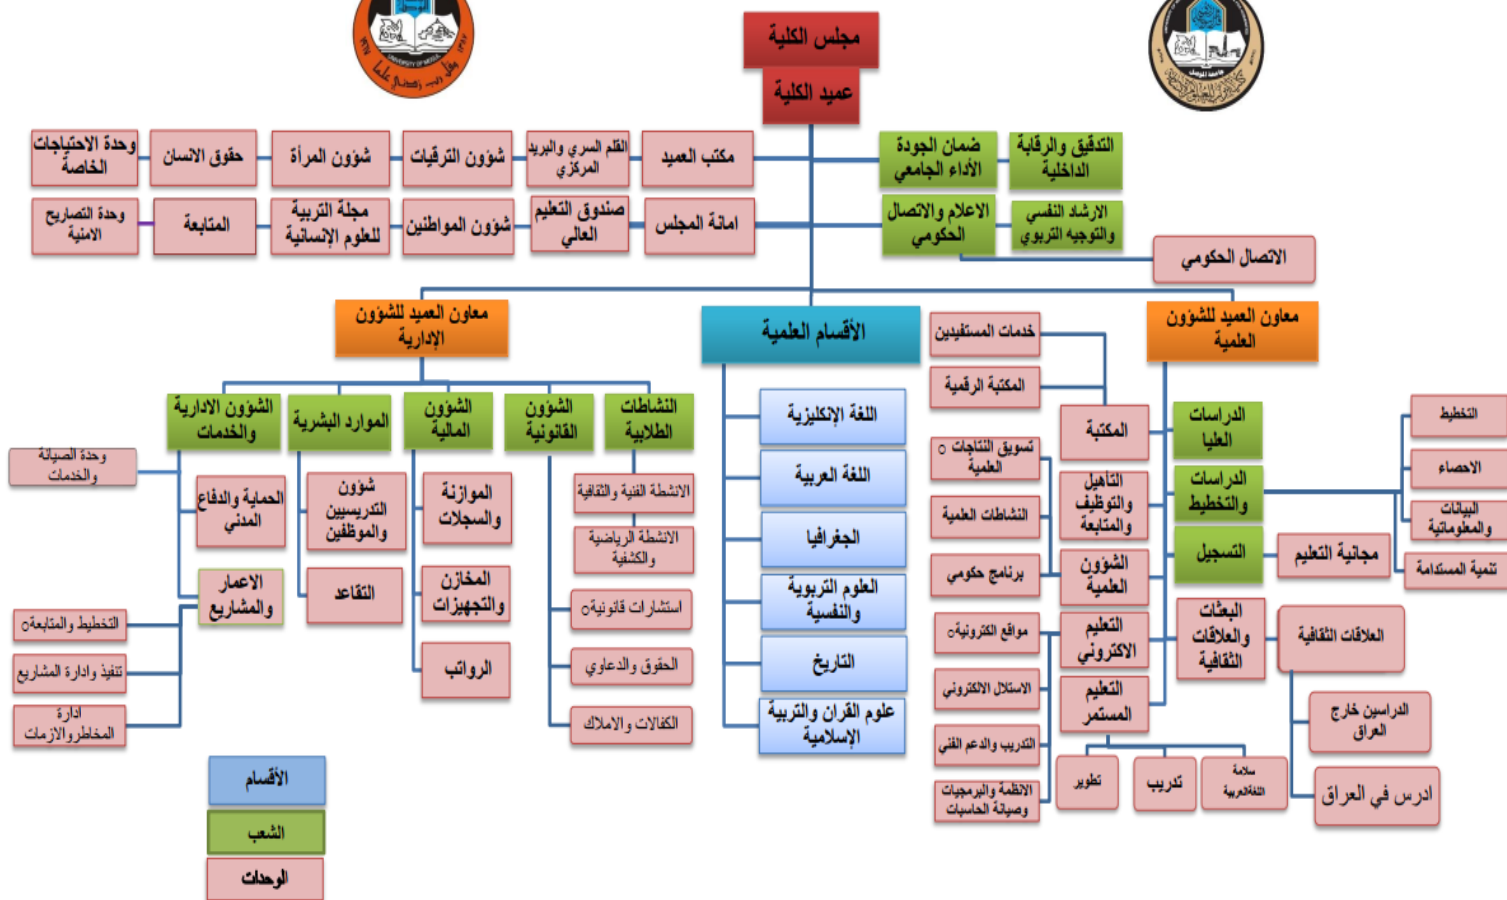 مجلس الكلية
عميد الكلية
التدقيق والرقابة
الداخلية
ضمان الجودة
الأداء الجامعي
مكتب العميد
القلم السري والبريد
المركزي
شؤون الترقيات
شؤون المرأة
حقوق الانسان
وحدة الاحتياجات
الخاصة
الارشاد النفسي
والتوجيه التربوي
الاعلام والاتصال
الحكومي
امانة المجلس
صندوق التعليم
العالي
شؤون المواطنين
مجلة التربية
للعلوم الإنسانية
المتابعة
وحدة التصاريح
الامنية
الاتصال الحكومي
معاون العميد للشؤون
العلمية
الأقسام العلمية
معاون العميد للشؤون
الإدارية
الدراسات
العليا
الدراسات
والتخطيط
التسجيل
البعثات
والعلاقات
الثقافية
التخطيط
الاحصاء
البيانات
والمعلوماتية
تنمية المستدامة
مجانية التعليم
العلاقات الثقافية
الدراسين خارج
العراق
ادرس في العراق
المكتبة
التأهيل
والتوظيف
والمتابعة
الشؤون
العلمية
التعليم
الاكتروني
التعليم
المستمر
خدمات المستفيدين
المكتبة الرقمية
تسويق النتاجات ○
العلمية
النشاطات العلمية
برنامج حكومي
مواقع الكترونية○
الاستلال الالكتروني
التدريب والدعم الفني
الانظمة والبرمجيات
وصيانة الحاسبات
سلامة
اللغةالعربية
تدريب
تطوير
اللغة الإنكليزية
اللغة العربية
الجغرافيا
العلوم التربوية
والنفسية
التاريخ
علوم القران والتربية
الإسلامية
النشاطات
الطلابية
الشؤون
القانونية
الشؤون
المالية
الموارد البشرية
الشؤون الادارية
والخدمات
الانشطة الفنية والثقافية
الانشطة الرياضية
والكشفية
استشارات قانونية○
الحقوق والدعاوي
الكفالات والاملاك
الموازنة
والسجلات
المخازن
والتجهيزات
الرواتب
شؤون
التدريسيين
والموظفين
التقاعد
الحماية والدفاع
المدني
الاعمار
والمشاريع
وحدة الصيانة
والخدمات
التخطيط والمتابعة○
تنفيذ وادارة المشاريع
ادارة
المخاطروالازمات
الأقسام
الشعب
الوحدات